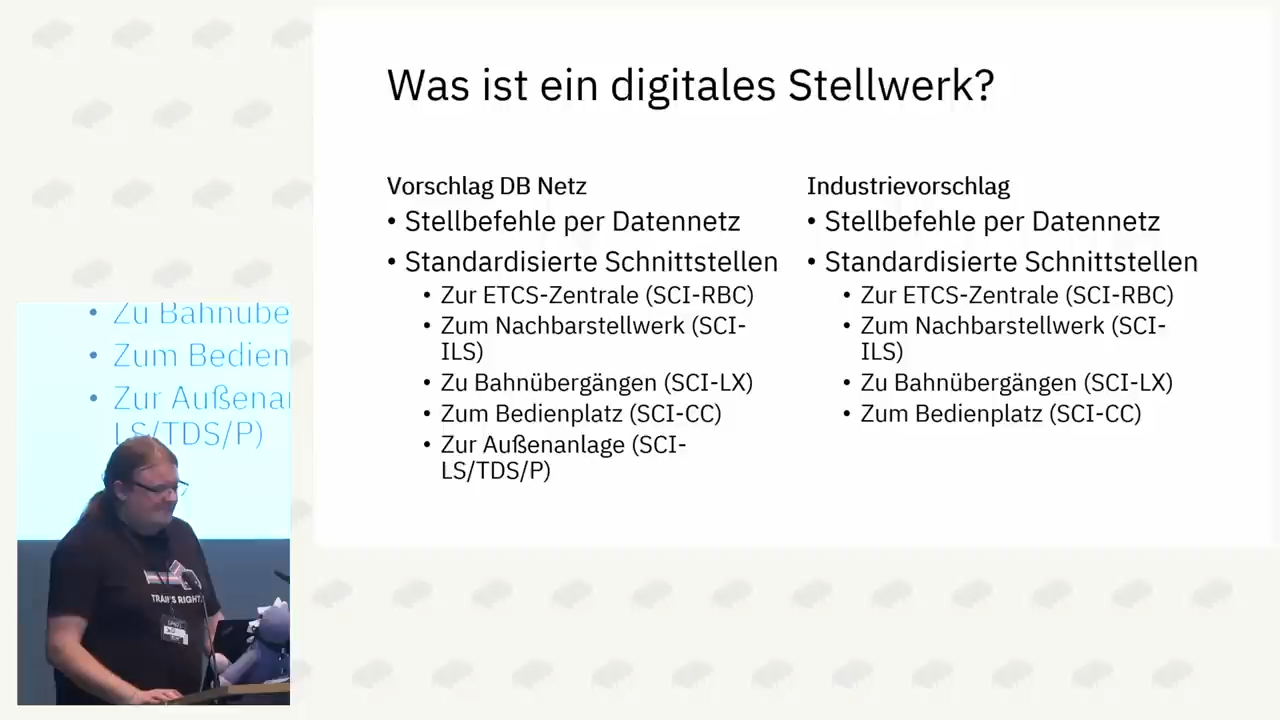 Was ist ein digitales Stellwerk?
Vorschlag DB Netz
• Stellbefehle per Datennetz
• Standardisierte Schnittstellen
• Zur ETCS-Zentrale (SCI-RBC)
• Zum Nachbarstellwerk (SCI-
ILS)
• Zu Bahnübergängen (SCI-LX)
• Zum Bedienplatz (SCI-CC)
• Zur Außenanlage (SCI-
LS/TDS/P)
Industrievorschlag
• Stellbefehle per Datennetz
• Standardisierte Schnittstellen
• Zur ETCS-Zentrale (SCI-RBC)
• Zum Nachbarstellwerk (SCI-
ILS)
• Zu Bahnübergängen (SCI-LX)
• Zum Bedienplatz (SCI-CC)
• Zu Bahnübe
• Zum Bedien
• Zur Außena
LS/TDS/P)